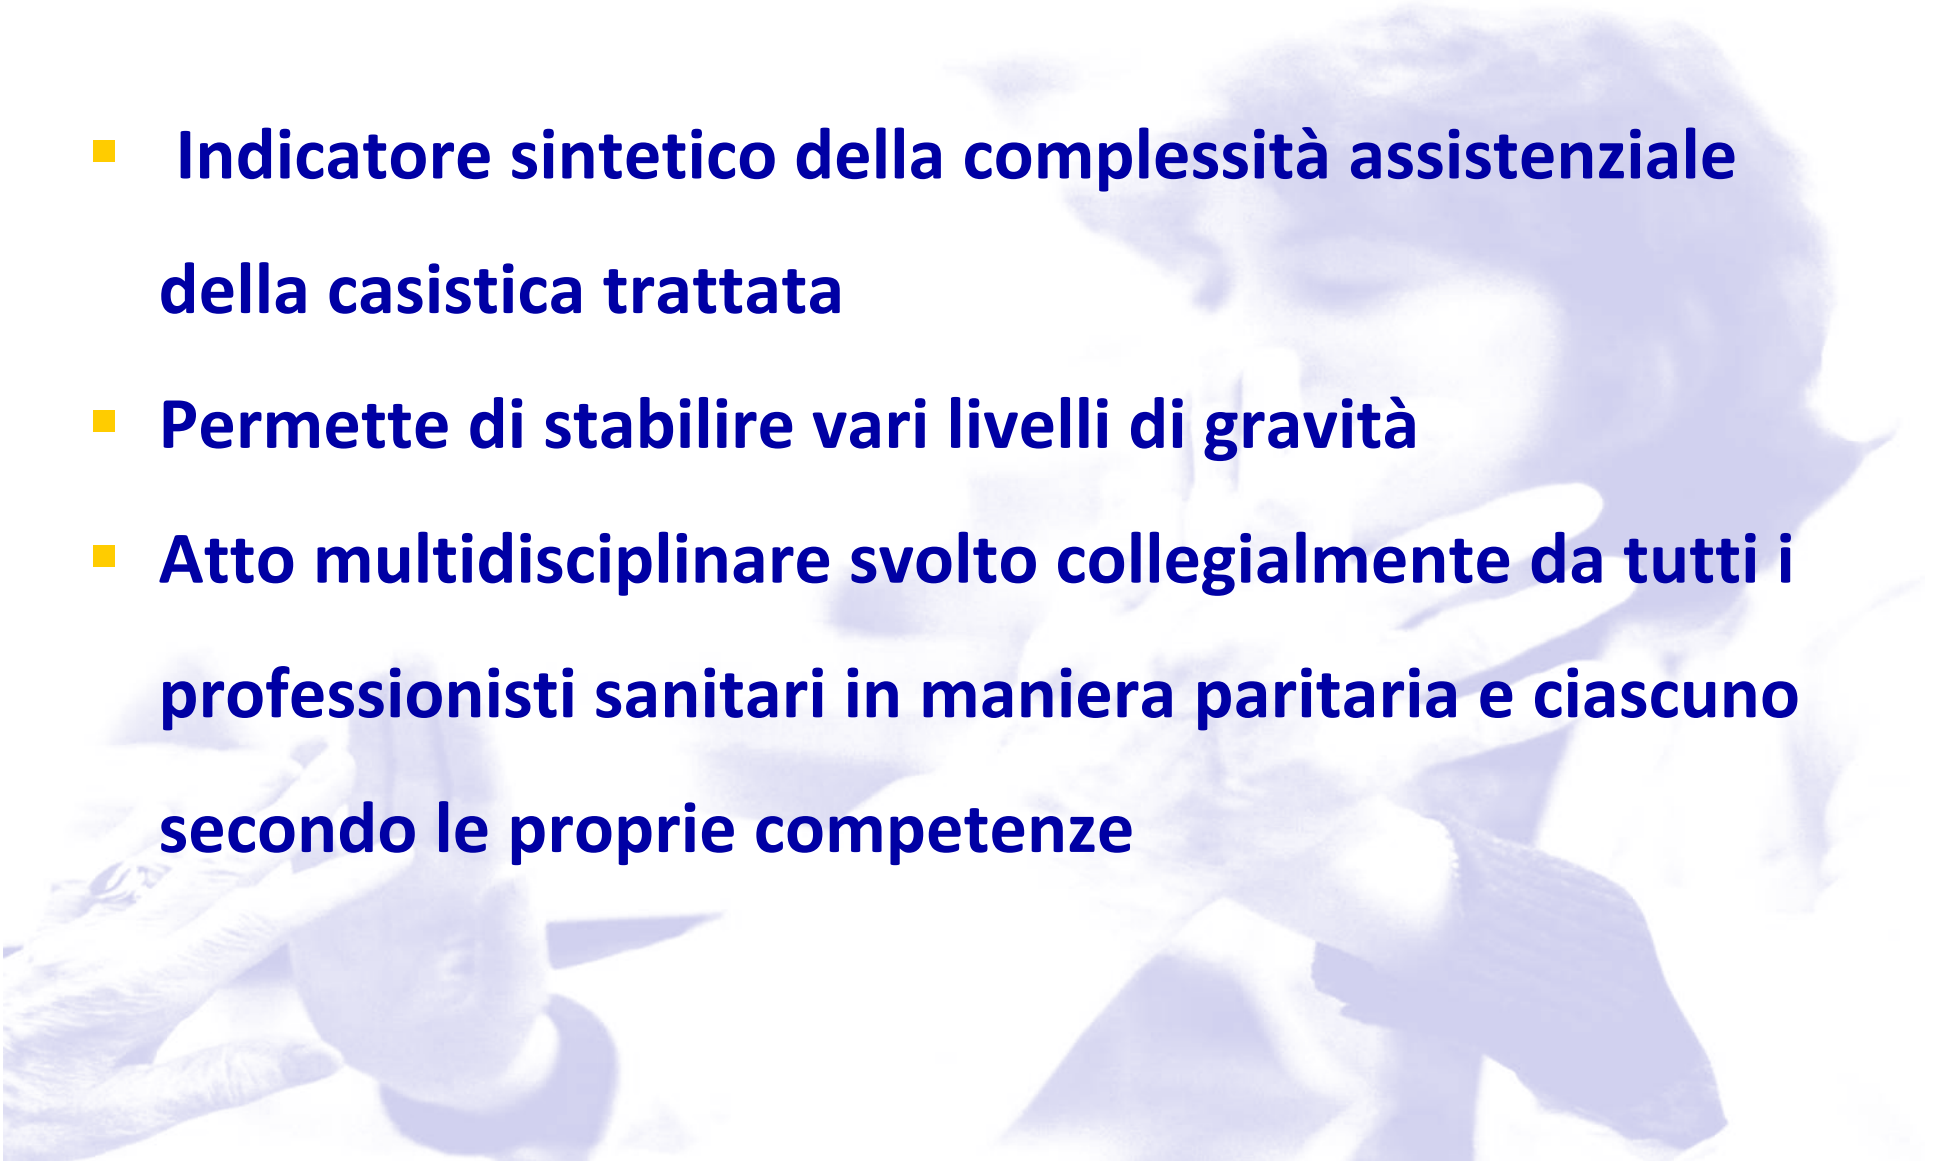 Indicatore sintetico della complessità assistenziale
della casistica trattata
Permette di stabilire vari livelli di gravità
Atto multidisciplinare svolto collegialmente da tutti i
professionisti sanitari in maniera paritaria e ciascuno
secondo le proprie competenze